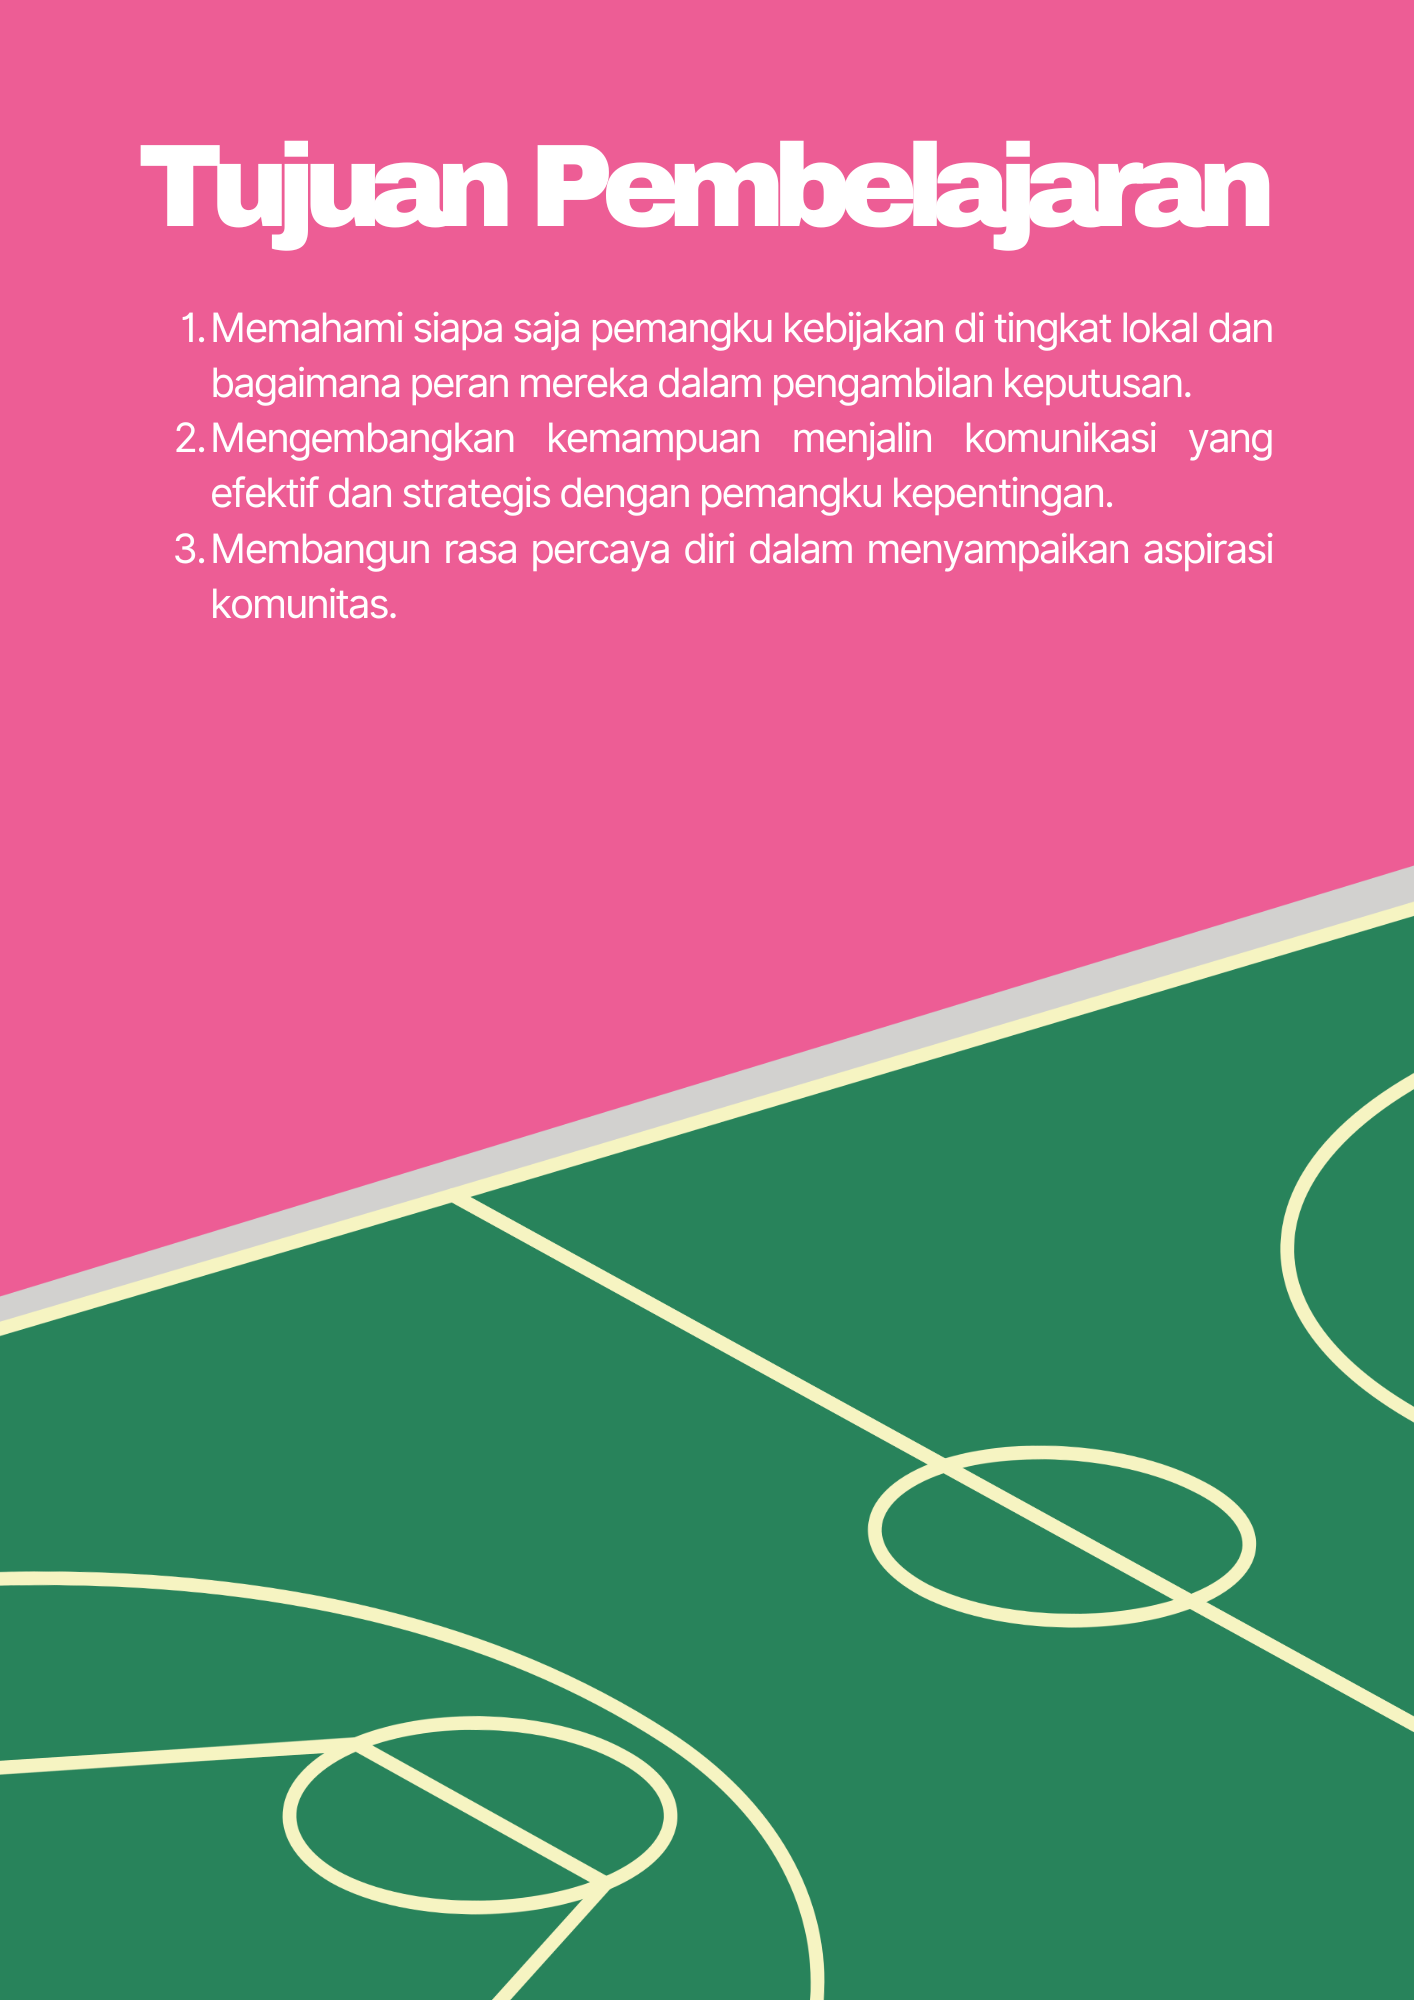 Tujuan Pembelajaran
1. Memahami siapa saja pemangku kebijakan di tingkat lokal dan
bagaimana peran mereka dalam pengambilan keputusan.
2. Mengembangkan kemampuan menjalin komunikasi yang
efektif dan strategis dengan pemangku kepentingan.
3. Membangun rasa percaya diri dalam menyampaikan aspirasi
komunitas.